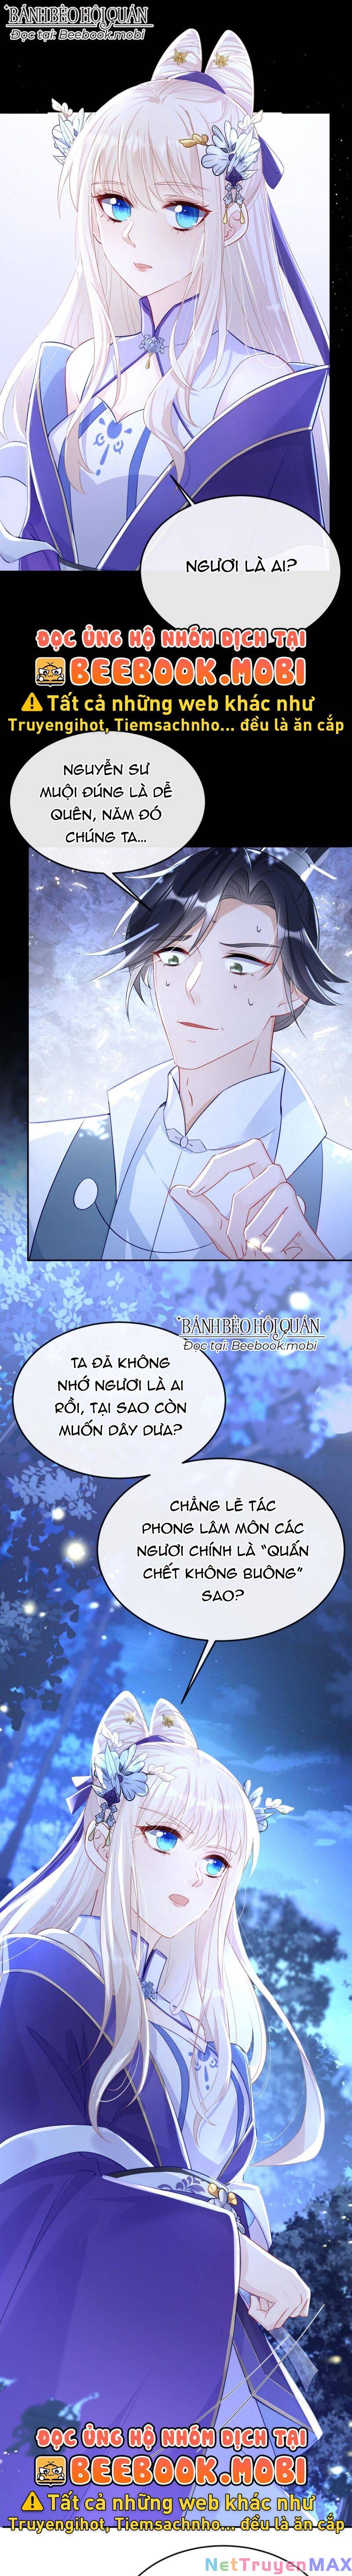 BÁNH BÈO HỘI QUÁN
Đọc tại: Beebook.mobi
NGƯƠI LÀ AI?
ĐỌC ỦNG HỘ NHÓM DỊCH TẠI
BEEBOOK.MOBI
Tất cả những web khác như
Truyengihot, Tiemsachnho... đều là ăn cắp
NGUYỄN SƯ
MUỘI ĐÚNG LÀ DỄ
QUÊN, NĂM ĐÓ
CHÚNG TA...
BÁNH BÈO HỘI QUÁN
Đọc tại: Beebook.mobi
TA ĐÃ KHÔNG
NHỚ NGƯƠI LÀ AI
RỒI, TẠI SAO CÒN
MUỐN DÂY DƯA?
CHẲNG LẼ TÁC
PHONG LÂM MÔN CÁC
NGƯƠI CHÍNH LÀ “QUẤN
CHẾT KHÔNG BUÔNG”
SAO?
ĐỌC ỦNG HỘ NHÓM DỊCH TẠI
BEEBOOK.MOBI
Tất cả những web khác như
Truyengihot, Tiemsachnho... đều là ăn cắp
NETTRUYENMAX